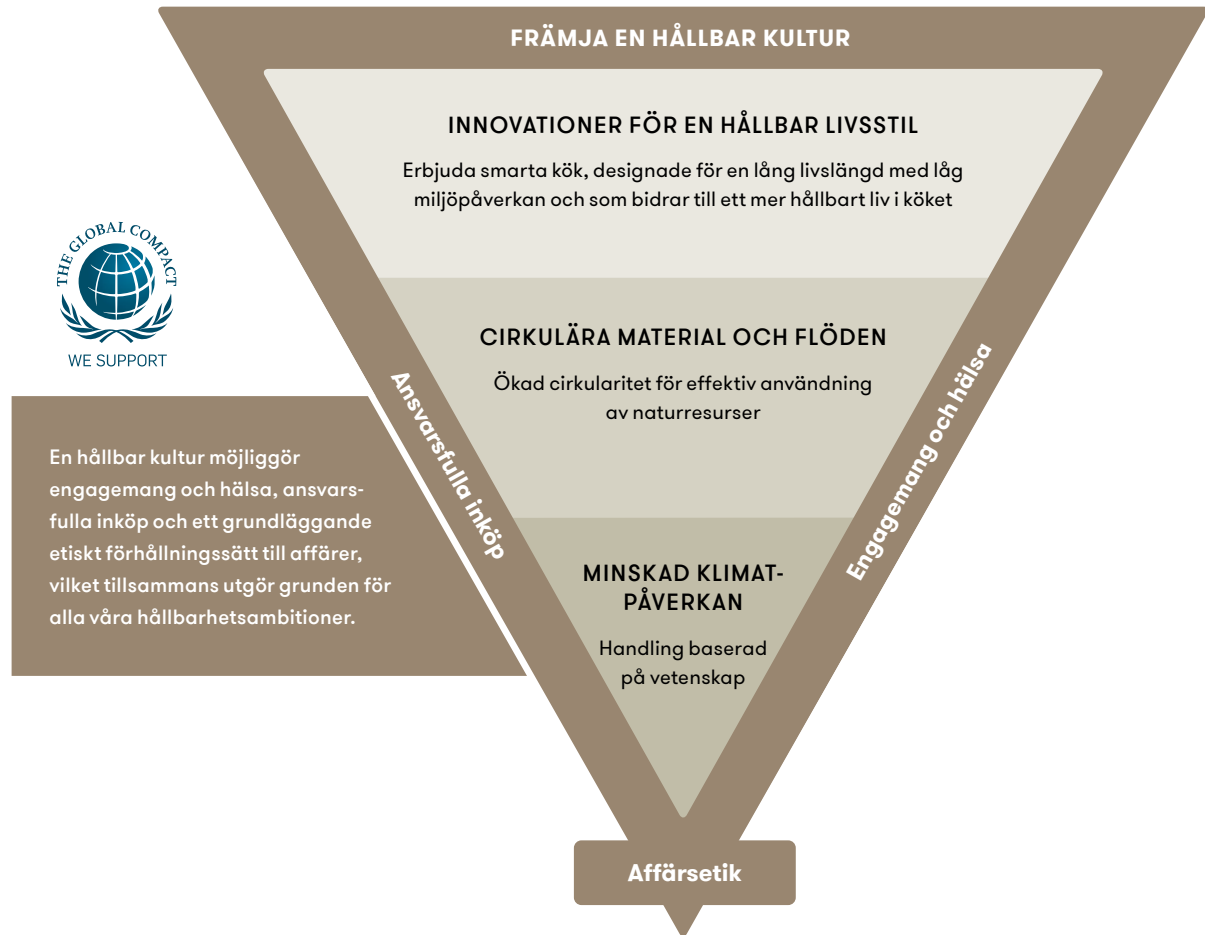 FRÄMJA EN HÅLLBAR KULTUR
INNOVATIONER FÖR EN HÅLLBAR LIVSSTIL
Erbjuda smarta kök, designade för en lång livslängd med låg
miljöpåverkan och som bidrar till ett mer hållbart liv i köket
THE GLOBAL COMPACT
WE SUPPORT
CIRKULÄRA MATERIAL OCH FLÖDEN
Ökad cirkularitet för effektiv användning
av naturresurser
Ansvarsfulla inköp
Engagemang och hälsa
En hållbar kultur möjliggör
engagemang och hälsa, ansvars-
fulla inköp och ett grundläggande
etiskt förhållningssätt till affärer,
vilket tillsammans utgör grunden för
alla våra hållbarhetsambitioner.
MINSKAD KLIMAT-
PÅVERKAN
Handling baserad
på vetenskap
Affärsetik